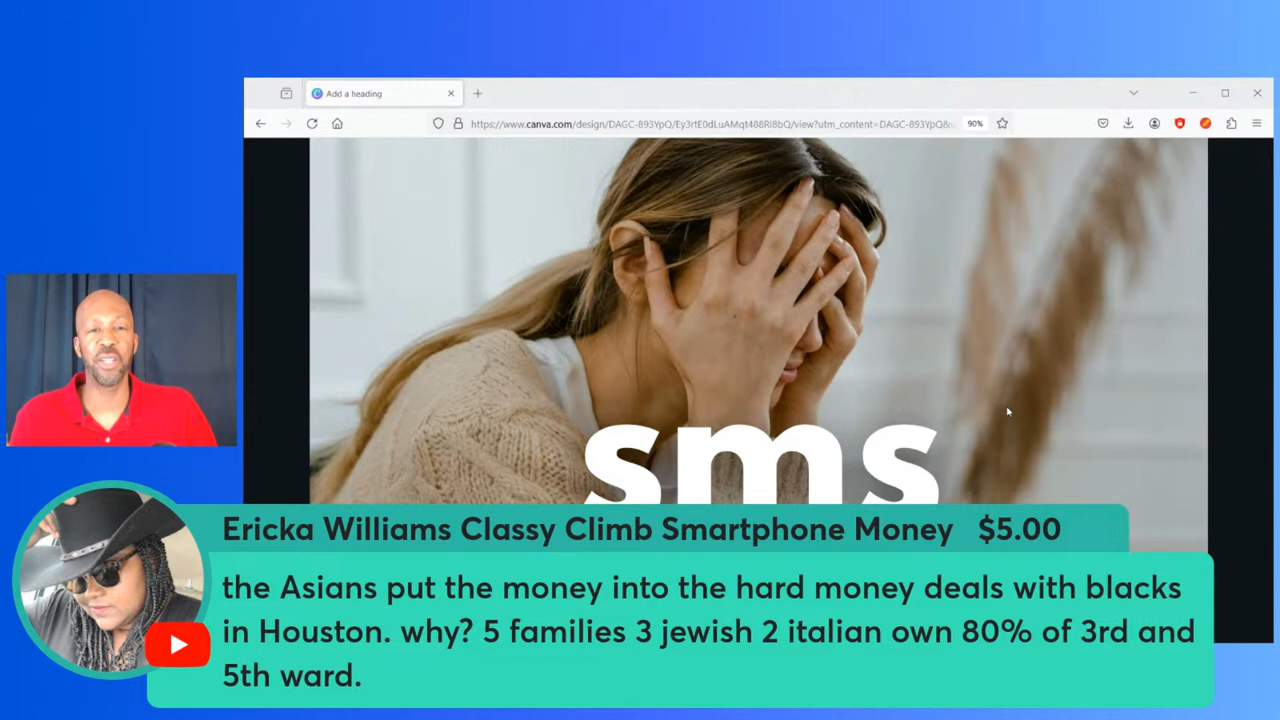 Add a heading
https://www.canva.com/design/DAGC-893YpQ/Ey3rtE0dLuAMqt488RI8bQ/view?utm_content=DAGC-893YpQ&
90%
sms
Ericka Williams Classy Climb Smartphone Money $5.00
the Asians put the money into the hard money deals with blacks
in Houston. why? 5 families 3 jewish 2 italian own 80% of 3rd and
5th ward.